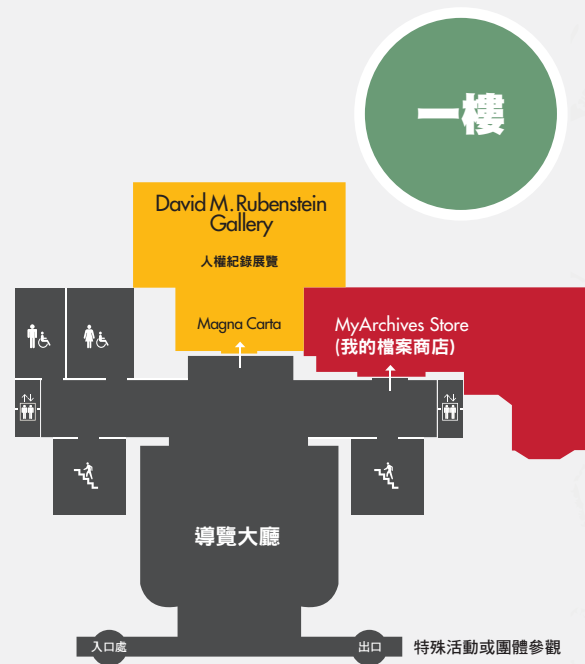 一樓
David M. Rubenstein
Gallery
人權紀錄展覽
Magna Carta
MyArchives Store
(我的檔案商店)
導覽大廳
入口處
出口
特殊活動或團體參觀